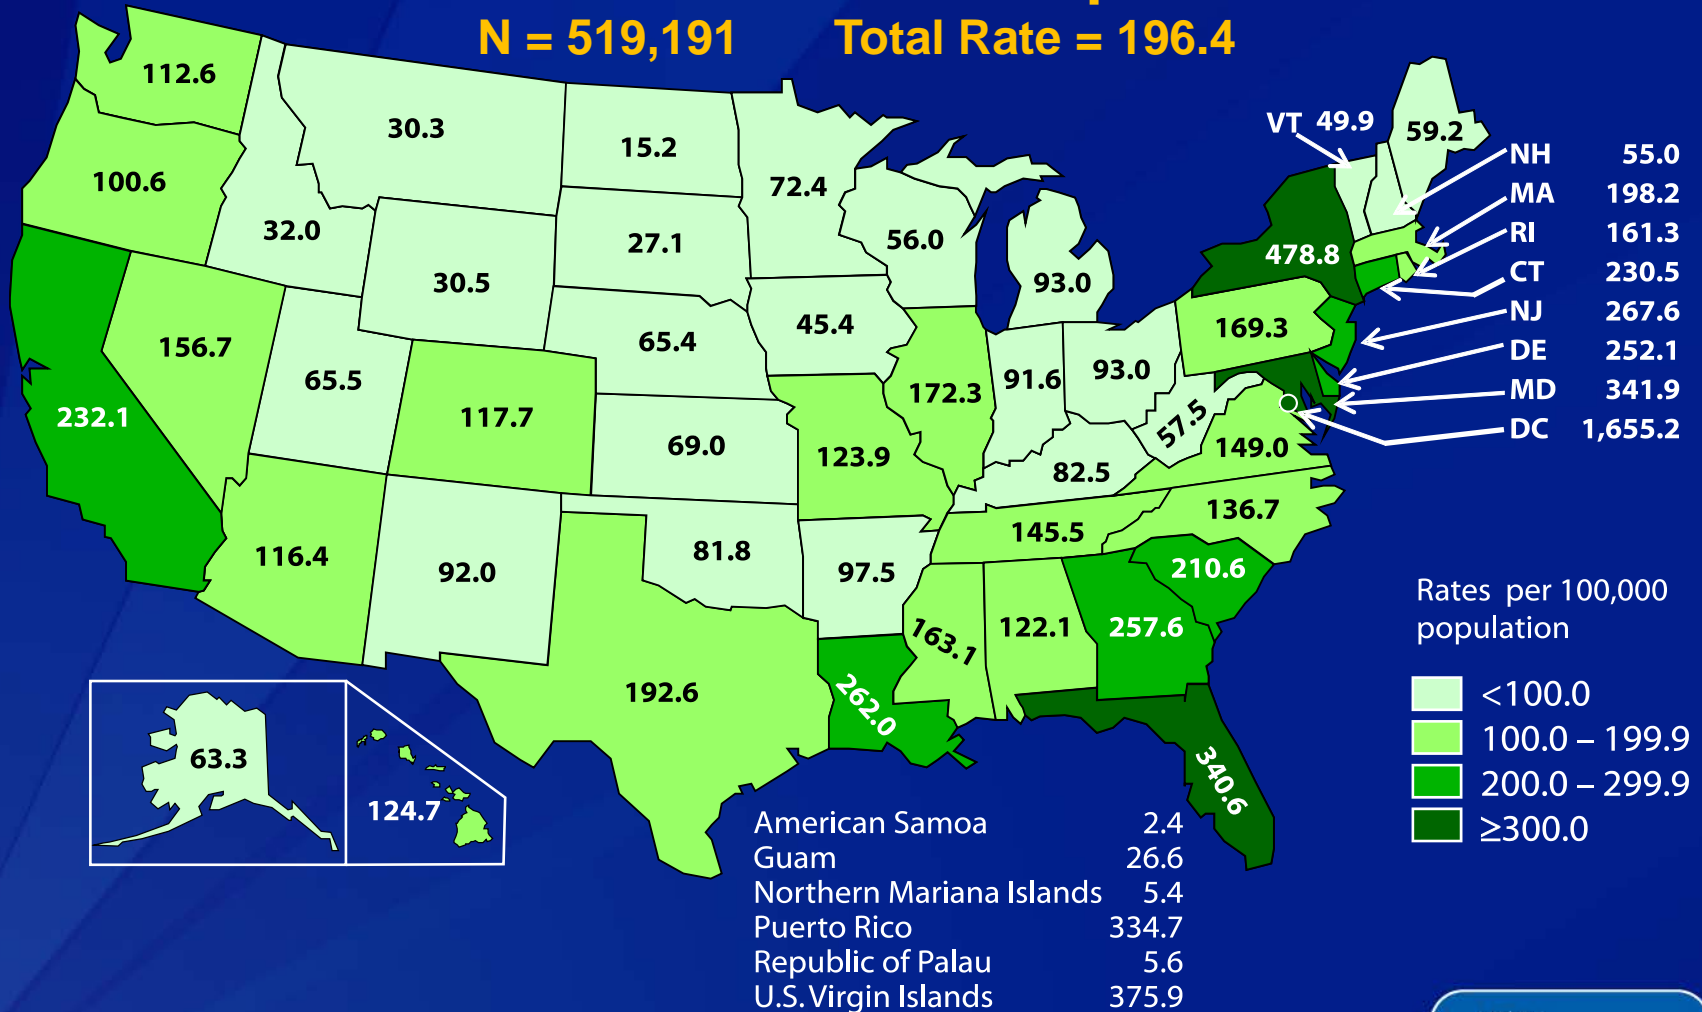 N = 519,191 Total Rate = 196.4
112.6
100.6
30.3
32.0
30.5
15.2
27.1
72.4
56.0
93.0
VT 49.9
59.2
478.8
NH 55.0
MA 198.2
RI 161.3
CT 230.5
NJ 267.6
DE 252.1
MD 341.9
DC 1,655.2
232.1
156.7
65.5
117.7
65.4
69.0
45.4
123.9
172.3
91.6
93.0
169.3
57.5
149.0
82.5
136.7
145.5
210.6
116.4
92.0
81.8
97.5
163.1
122.1
257.6
192.6
262.0
340.6
63.3
124.7
Rates per 100,000
population
<100.0
100.0 – 199.9
200.0 – 299.9
≥300.0
American Samoa 2.4
Guam 26.6
Northern Mariana Islands 5.4
Puerto Rico 334.7
Republic of Palau 5.6
U.S. Virgin Islands 375.9